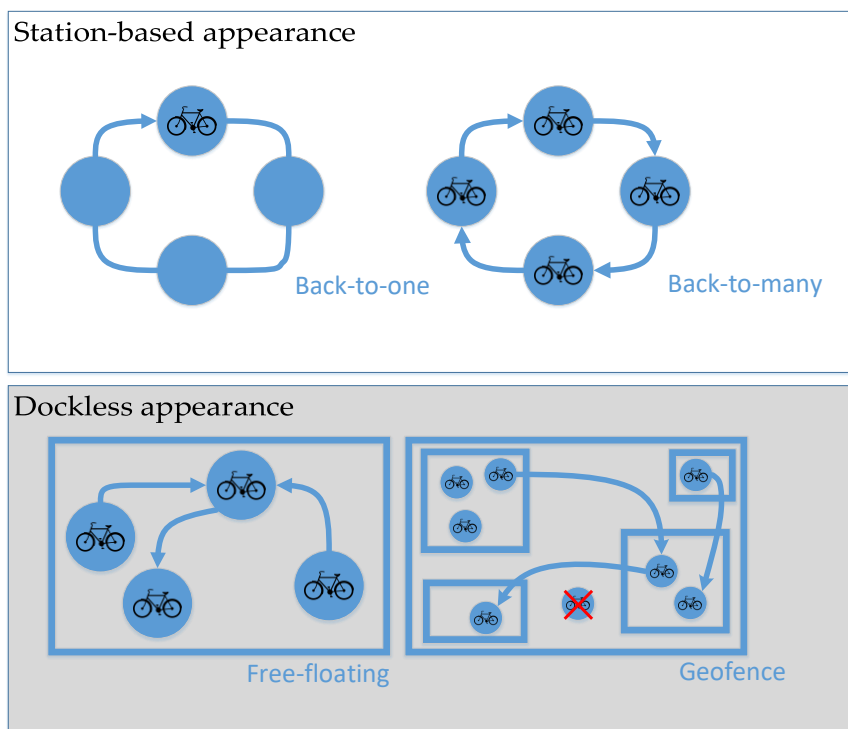 Station-based appearance
Back-to-one
Back-to-many
Dockless appearance
Free-floating
Geofence